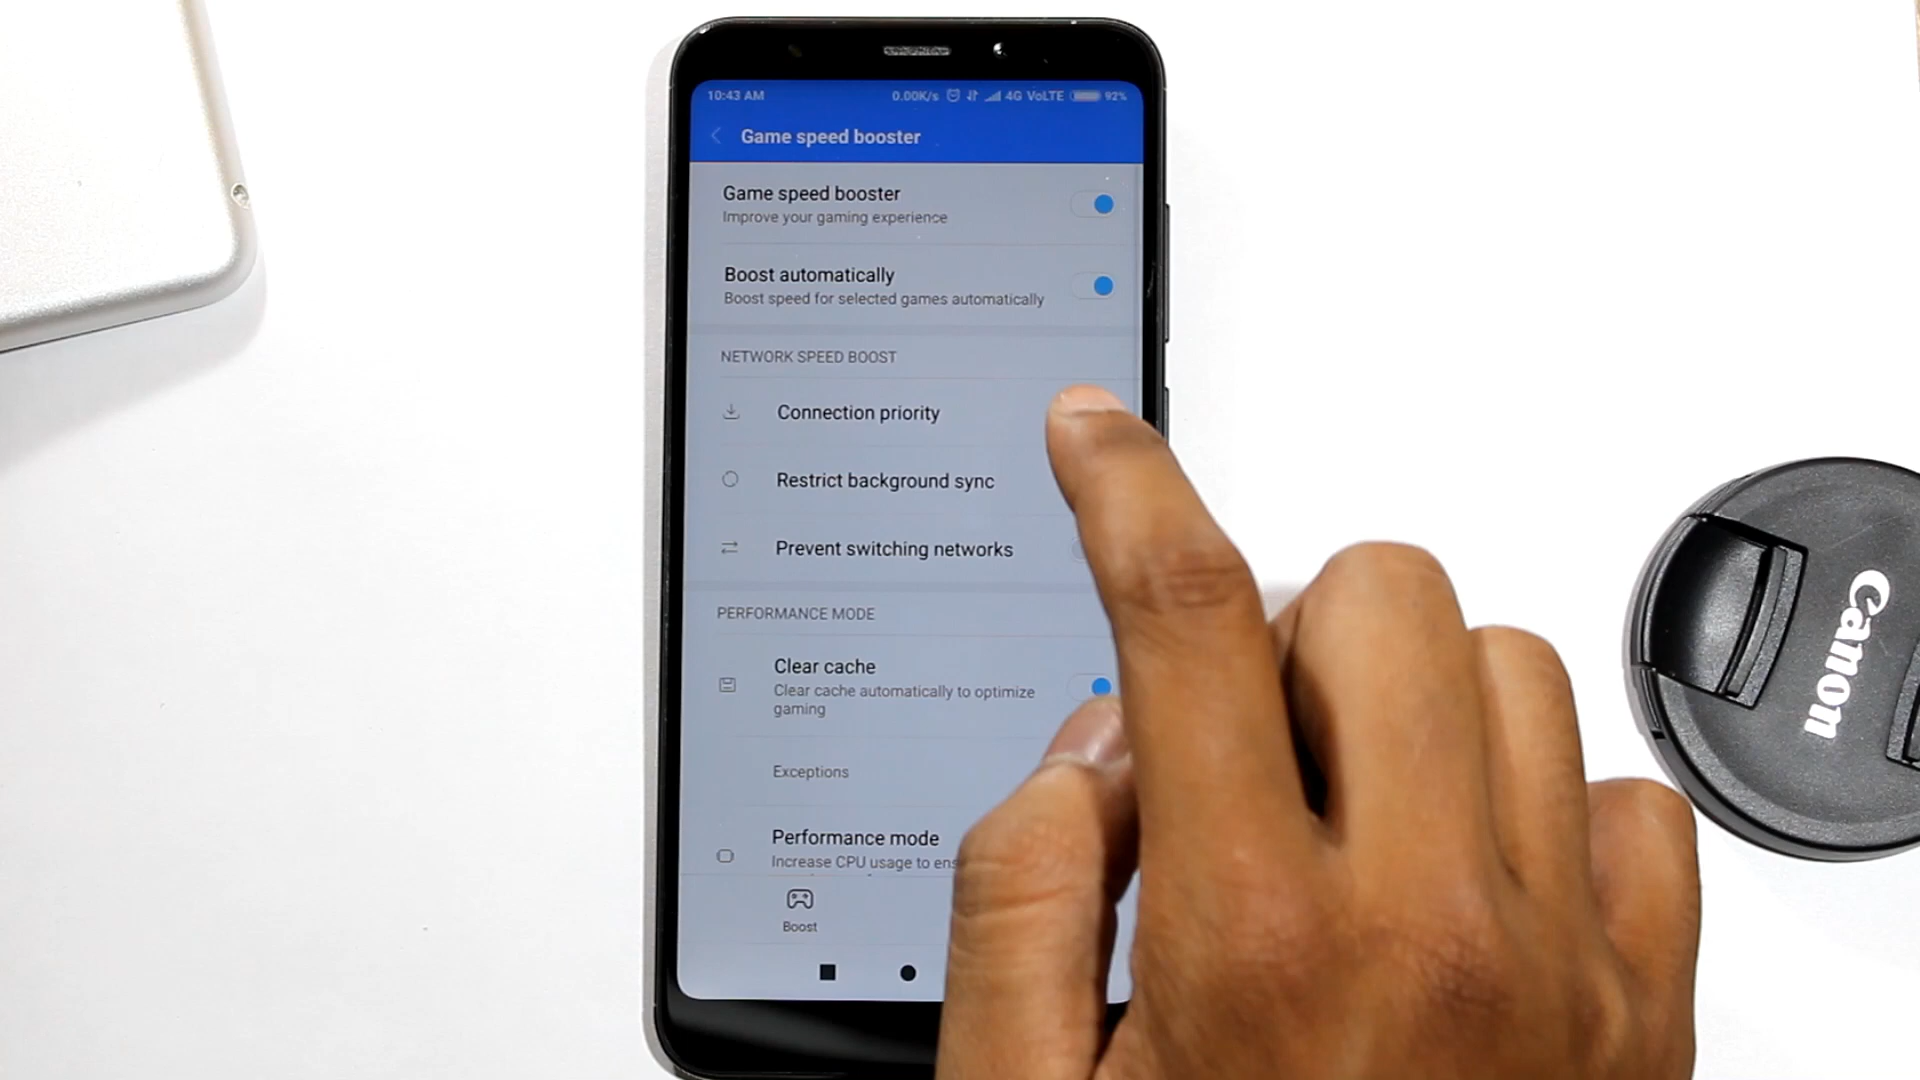 10:43 AM 0.00K/s 4G VoLTE 92%
Game speed booster
Game speed booster
Improve your gaming experience
Boost automatically
Boost speed for selected games automatically
NETWORK SPEED BOOST
Connection priority
Restrict background sync
Prevent switching networks
PERFORMANCE MODE
Clear cache
Clear cache automatically to optimize
gaming
Exceptions
Performance mode
Increase CPU usage to
Boost
Canon